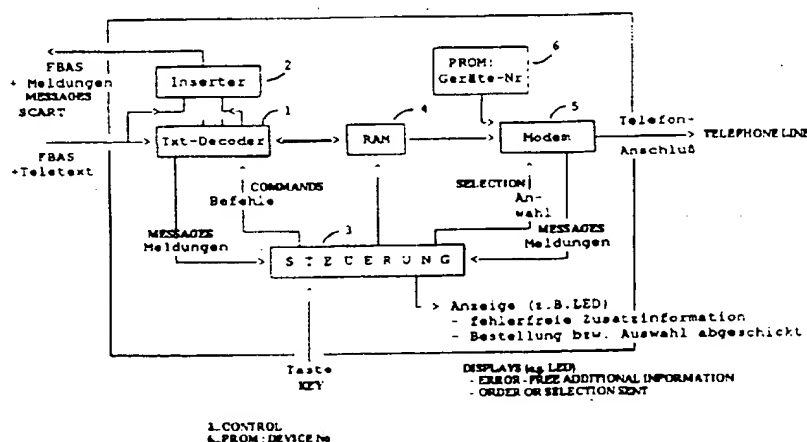 FBAS
+ Meldungen
MESSAGES
SCART
Inserter
2
PROM:
Geräte-Nr
6
1
4
5
Txt-Decoder
RAM
Modem
Telefon-
Anschluß
TELEPHONE LINE
FBAS
+Teletext
COMMANDS
Befehle
SELECTION
An-
wahl
MESSAGES
Meldungen
MESSAGES
Meldungen
3
STEUERUNG
Anzeige (z.B.LED)
- fehlerfreie Zusatzinformation
- Bestellung bzw. Auswahl abgeschickt
Taste
KEY
DISPLAYS (e.g. LED)
- ERROR-FREE ADDITIONAL INFORMATION
- ORDER OR SELECTION SENT
3... CONTROL
6... PROM: DEVICE No